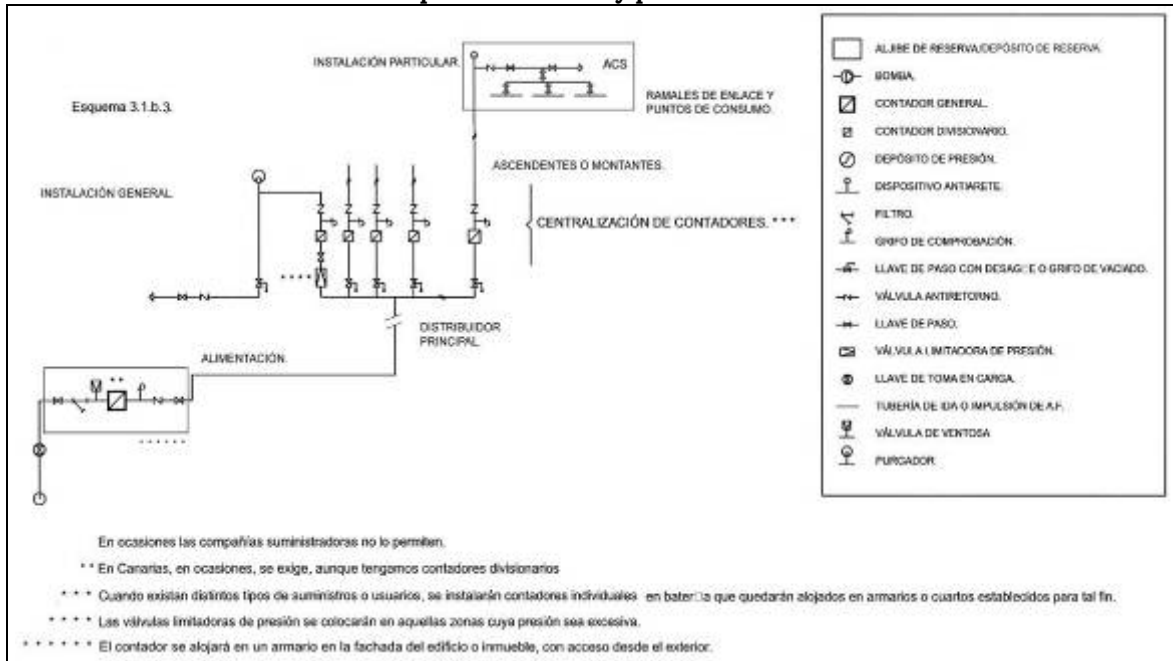 INSTALACIÓN PARTICULAR.
ACS
Esquema 3.1.b.3.
RAMALES DE ENLACE Y
PUNTOS DE CONSUMO.
ASCENDENTES O MONTANTES.
INSTALACIÓN GENERAL.
CENTRALIZACIÓN DE CONTADORES. * * *
* * * *
DISTRIBUIDOR
PRINCIPAL
ALIMENTACIÓN.
* *
* * * * * *
ALJIBE DE RESERVA/DEPÓSITO DE RESERVA.
BOMBA.
CONTADOR GENERAL.
CONTADOR DIVISIONARIO.
DEPÓSITO DE PRESIÓN.
DISPOSITIVO ANTIARETE.
FILTRO.
GRIFO DE COMPROBACIÓN.
LLAVE DE PASO CON DESAG□E O GRIFO DE VACIADO.
VÁLVULA ANTIRETORNO.
LLAVE DE PASO.
VÁLVULA LIMITADORA DE PRESIÓN.
LLAVE DE TOMA EN CARGA.
TUBERÍA DE IDA O IMPULSIÓN DE A.F.
VÁLVULA DE VENTOSA
PURGADOR
En ocasiones las compañías suministradoras no lo permiten.
* * En Canarias, en ocasiones, se exige, aunque tengamos contadores divisionarios
* * * Cuando existan distintos tipos de suministros o usuarios, se instalarán contadores individuales en bater□a que quedarán alojados en armarios o cuartos establecidos para tal fin.
* * * * Las válvulas limitadoras de presión se colocarán en aquellas zonas cuya presión sea excesiva.
* * * * * * El contador se alojará en un armario en la fachada del edificio o inmueble, con acceso desde el exterior.